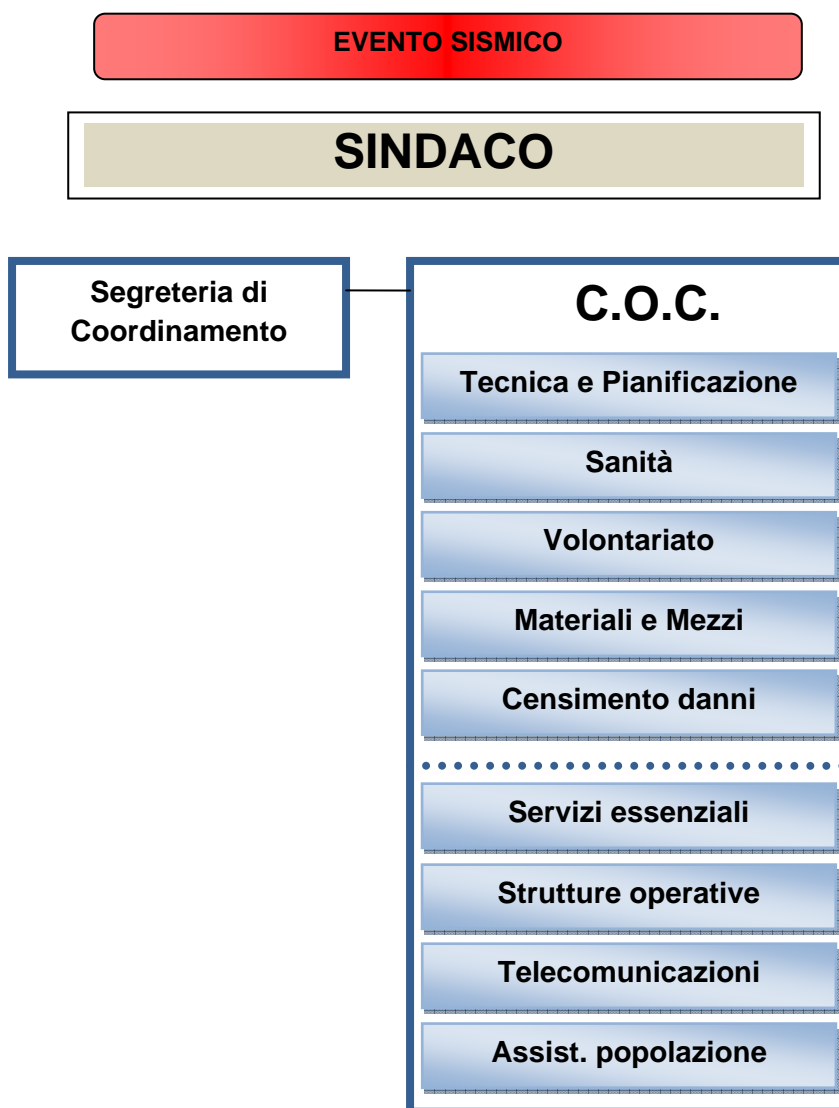 EVENTO SISMICO
SINDACO
Segreteria di
Coordinamento
C.O.C.
Tecnica e Pianificazione
Sanità
Volontariato
Materiali e Mezzi
Censimento danni
Servizi essenziali
Strutture operative
Telecomunicazioni
Assist. popolazione